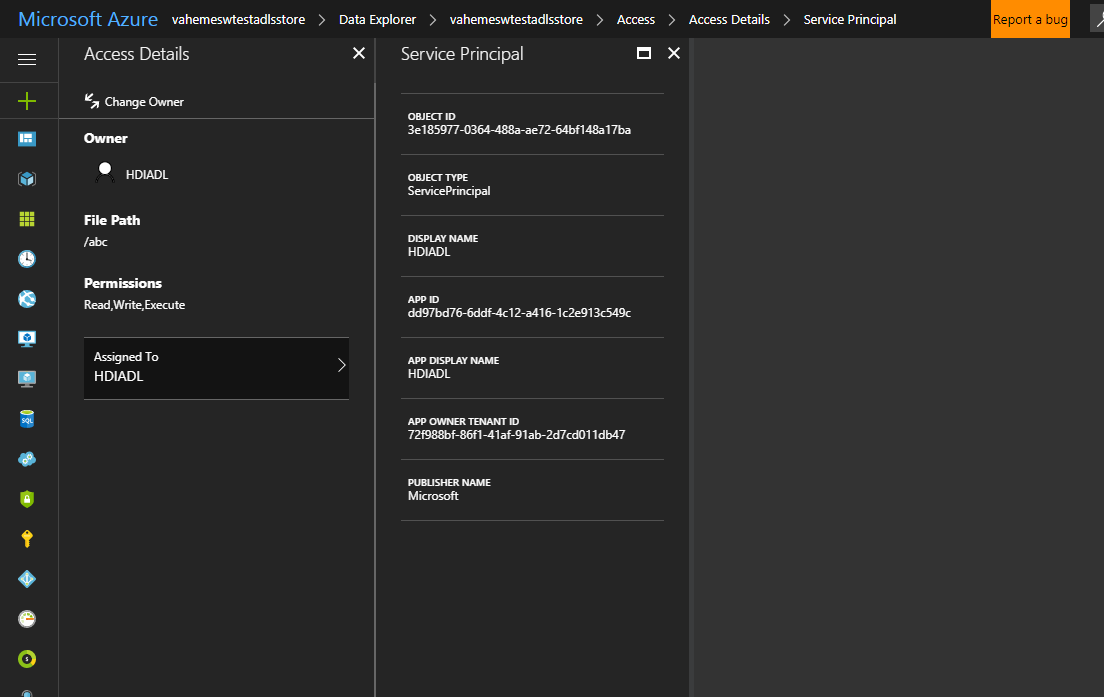 Microsoft Azure vahemeswtestadlsstore > Data Explorer > vahemeswtestadlsstore > Access > Access Details > Service Principal Report a bug
Access Details
Change Owner
Owner
HDIADL
File Path
/abc
Permissions
Read,Write,Execute
Assigned To
HDIADL
Service Principal
OBJECT ID
3e185977-0364-488a-ae72-64bf148a17ba
OBJECT TYPE
ServicePrincipal
DISPLAY NAME
HDIADL
APP ID
dd97bd76-6ddf-4c12-a416-1c2e913c549c
APP DISPLAY NAME
HDIADL
APP OWNER TENANT ID
72f988bf-86f1-41af-91ab-2d7cd011db47
PUBLISHER NAME
Microsoft
SQL